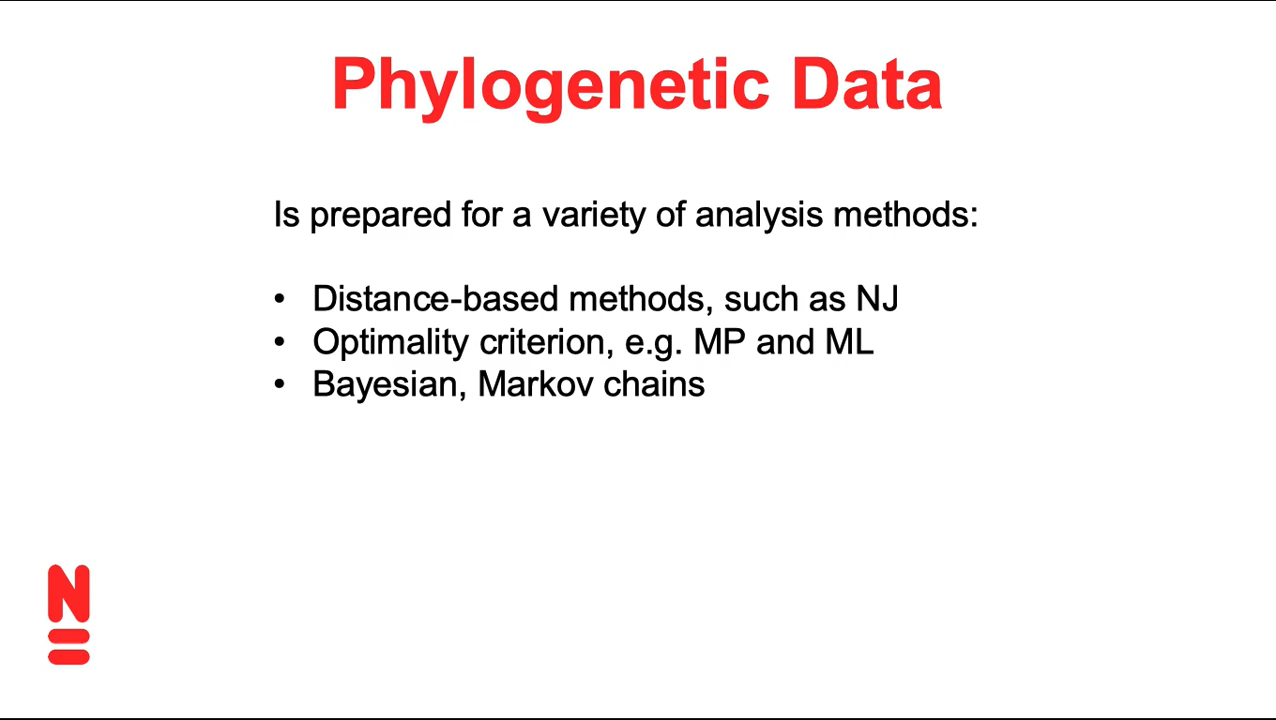 Phylogenetic Data
Is prepared for a variety of analysis methods:
• Distance-based methods, such as NJ
• Optimality criterion, e.g. MP and ML
• Bayesian, Markov chains
N